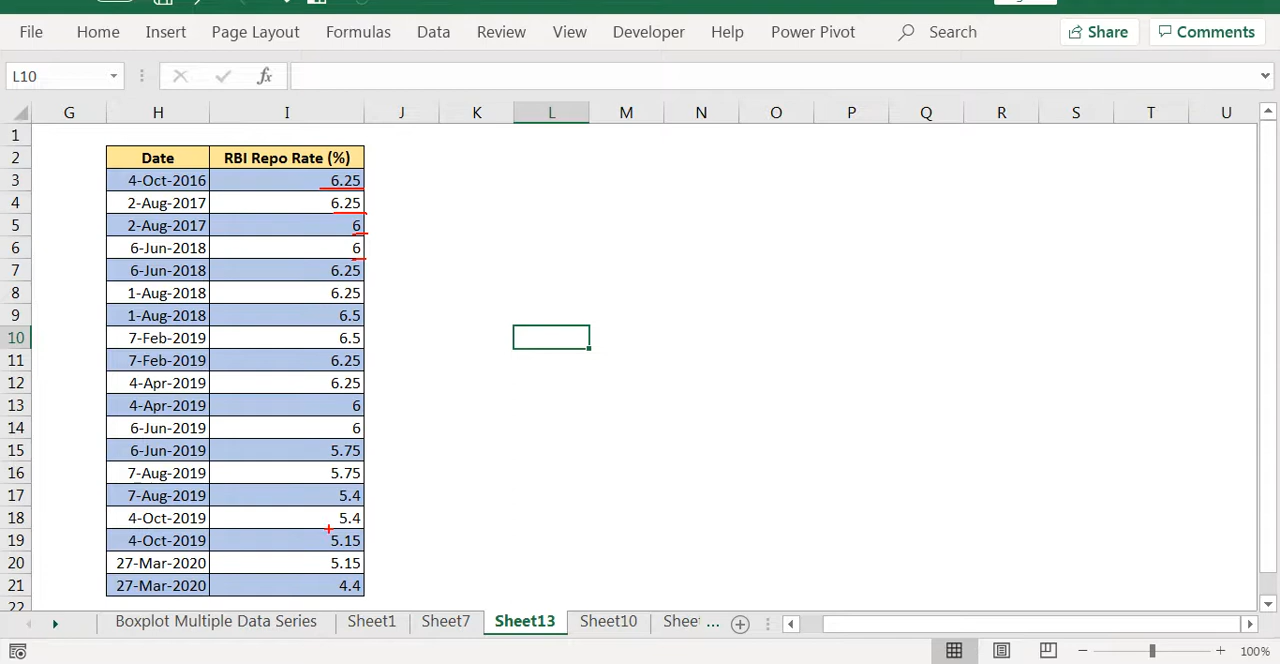 File Home Insert Page Layout Formulas Data Review View Developer Help Power Pivot Search Share Comments
L10 fx
G H I J K L M N O P Q R S T U
1
2 Date RBI Repo Rate (%)
3 4-Oct-2016 6.25
4 2-Aug-2017 6.25
5 2-Aug-2017 6
6 6-Jun-2018 6
7 6-Jun-2018 6.25
8 1-Aug-2018 6.25
9 1-Aug-2018 6.5
10 7-Feb-2019 6.5
11 7-Feb-2019 6.25
12 4-Apr-2019 6.25
13 4-Apr-2019 6
14 6-Jun-2019 6
15 6-Jun-2019 5.75
16 7-Aug-2019 5.75
17 7-Aug-2019 5.4
18 4-Oct-2019 5.4
19 4-Oct-2019 5.15
20 27-Mar-2020 5.15
21 27-Mar-2020 4.4
22
Boxplot Multiple Data Series Sheet1 Sheet7 Sheet13 Sheet10 Shee ...
100%